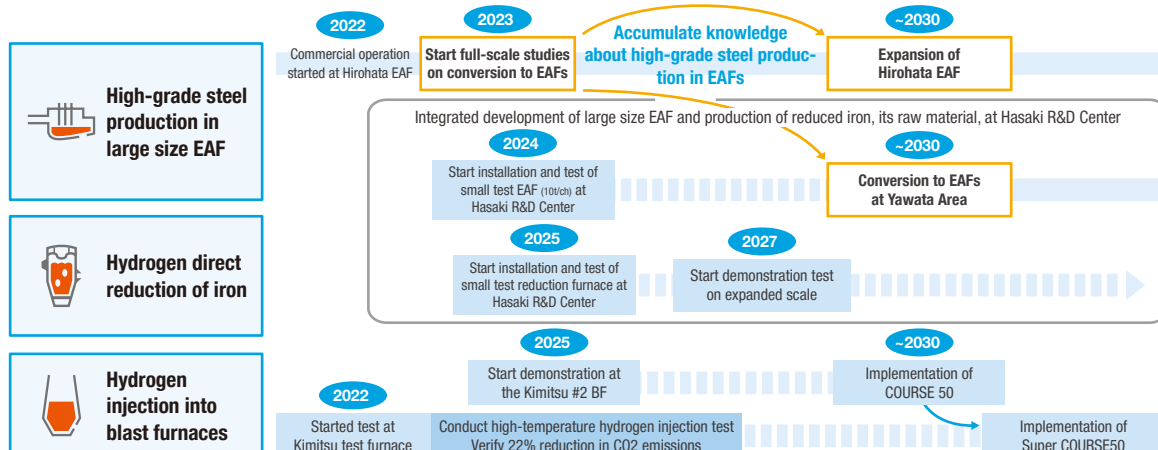 High-grade steel
production in
large size EAF
2022
Commercial operation
started at Hirohata EAF
2023
Start full-scale studies
on conversion to EAFs
Accumulate knowledge
about high-grade steel produc-
tion in EAFs
~2030
Expansion of
Hirohata EAF
Integrated development of large size EAF and production of reduced iron, its raw material, at Hasaki R&D Center
2024
Start installation and test of
small test EAF (10t/ch) at
Hasaki R&D Center
~2030
Conversion to EAFs
at Yawata Area
Hydrogen direct
reduction of iron
2025
Start installation and test of
small test reduction furnace at
Hasaki R&D Center
2027
Start demonstration test
on expanded scale
Hydrogen
injection into
blast furnaces
2025
Start demonstration at
the Kimitsu #2 BF
~2030
Implementation of
COURSE 50
2022
Started test at
Kimitsu test furnace
Conduct high-temperature hydrogen injection test
Verify 22% reduction in CO2 emissions
Implementation of
Super COURSE50